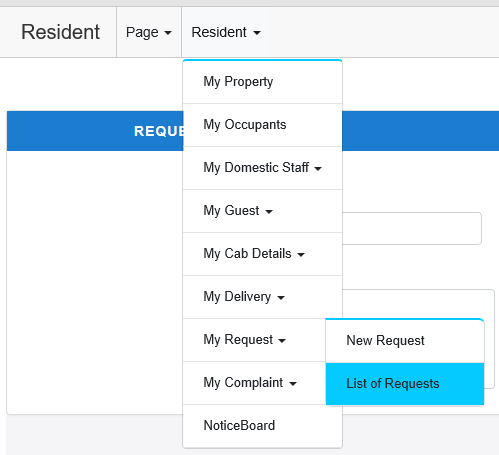 Resident
Page
Resident
My Property
My Occupants
REQUE
My Domestic Staff
My Guest
My Cab Details
My Delivery
My Request
New Request
My Complaint
List of Requests
NoticeBoard